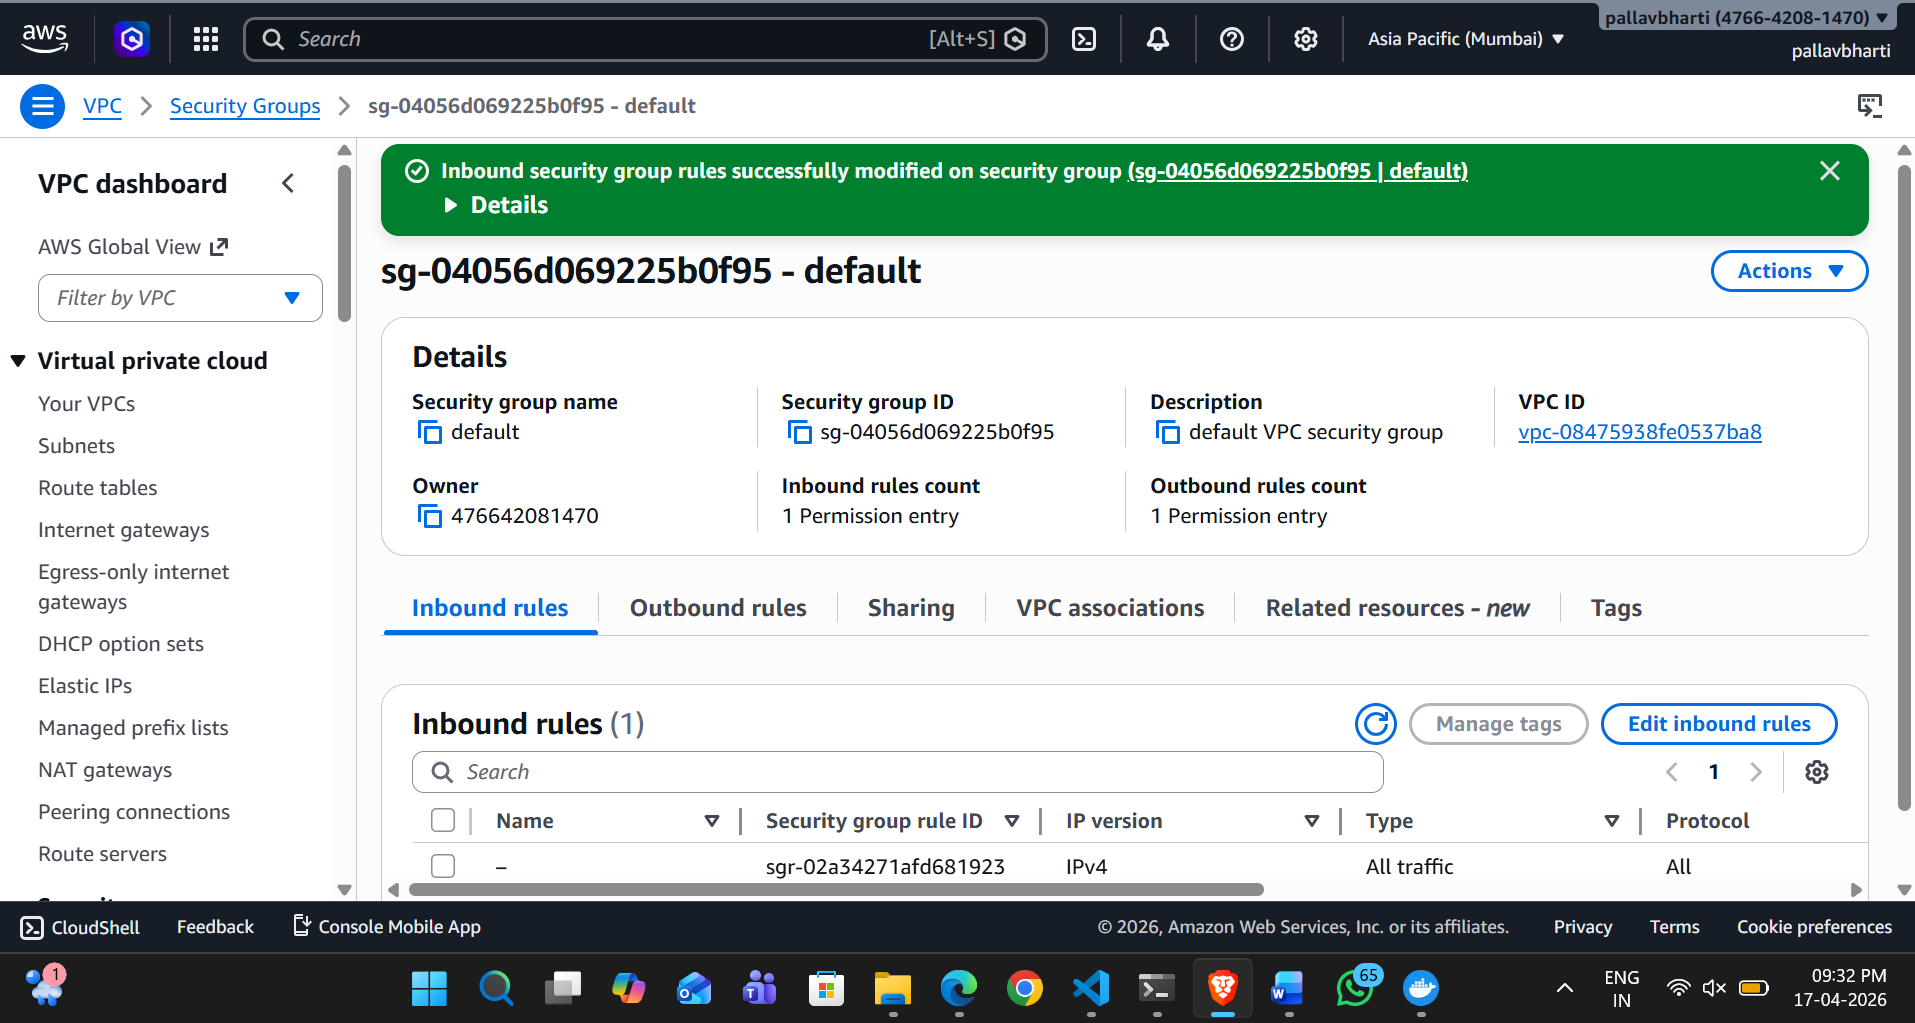 aws
Search
[Alt+S]
Asia Pacific (Mumbai)
pallavbharti (4766-4208-1470)
pallavbharti
VPC
Security Groups
sg-04056d069225b0f95 - default
VPC dashboard
AWS Global View
Filter by VPC
Virtual private cloud
Your VPCs
Subnets
Route tables
Internet gateways
Egress-only internet
gateways
DHCP option sets
Elastic IPs
Managed prefix lists
NAT gateways
Peering connections
Route servers
Inbound security group rules successfully modified on security group (sg-04056d069225b0f95 | default)
Details
sg-04056d069225b0f95 - default
Actions
Details
Security group name
default
Security group ID
sg-04056d069225b0f95
Description
default VPC security group
VPC ID
vpc-08475938fe0537ba8
Owner
476642081470
Inbound rules count
1 Permission entry
Outbound rules count
1 Permission entry
Inbound rules
Outbound rules
Sharing
VPC associations
Related resources - new
Tags
Inbound rules (1)
Manage tags
Edit inbound rules
Search
1
Name
Security group rule ID
IP version
Type
Protocol
–
sgr-02a34271afd681923
IPv4
All traffic
All
CloudShell
Feedback
Console Mobile App
© 2026, Amazon Web Services, Inc. or its affiliates.
Privacy
Terms
Cookie preferences
1
65
ENG
IN
09:32 PM
17-04-2026